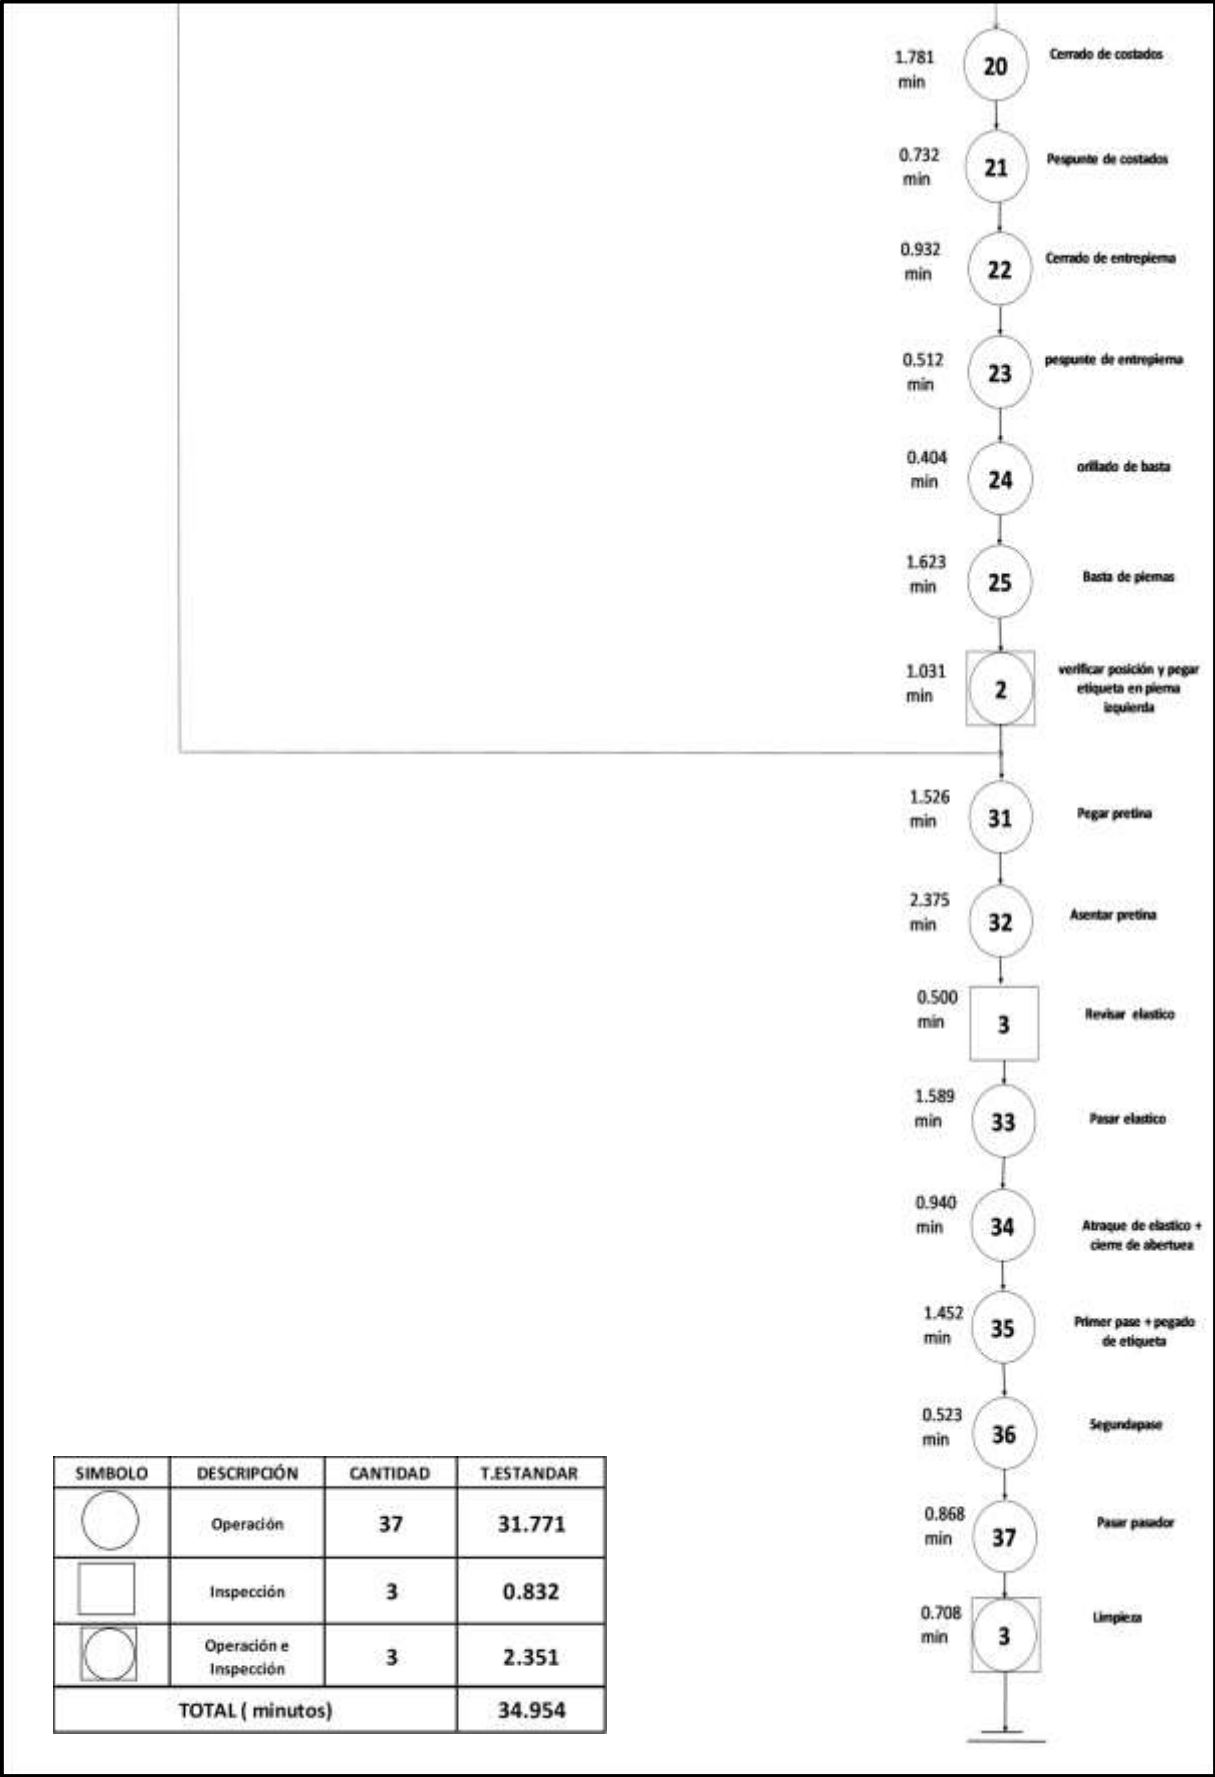 1.781
min
20
Cerrado de costados
0.732
min
21
Pespunte de costados
0.932
min
22
Cerrado de entrepierna
0.512
min
23
pespunte de entrepierna
0.404
min
24
orillado de basta
1.623
min
25
Basta de piernas
1.031
min
2
verificar posición y pegar
etiqueta en pierna
izquierda
1.526
min
31
Pegar pretina
2.375
min
32
Asentar pretina
0.500
min
3
Revisar elastico
1.589
min
33
Pasar elastico
0.940
min
34
Atraque de elastico +
cierre de abertuea
1.452
min
35
Primer pase + pegado
de etiqueta
0.523
min
36
Segundapase
0.868
min
37
Pasar pasador
0.708
min
3
Limpieza
SIMBOLO DESCRIPCIÓN CANTIDAD T.ESTANDAR
Operación 37 31.771
Inspección 3 0.832
Operación e
Inspección 3 2.351
TOTAL ( minutos) 34.954